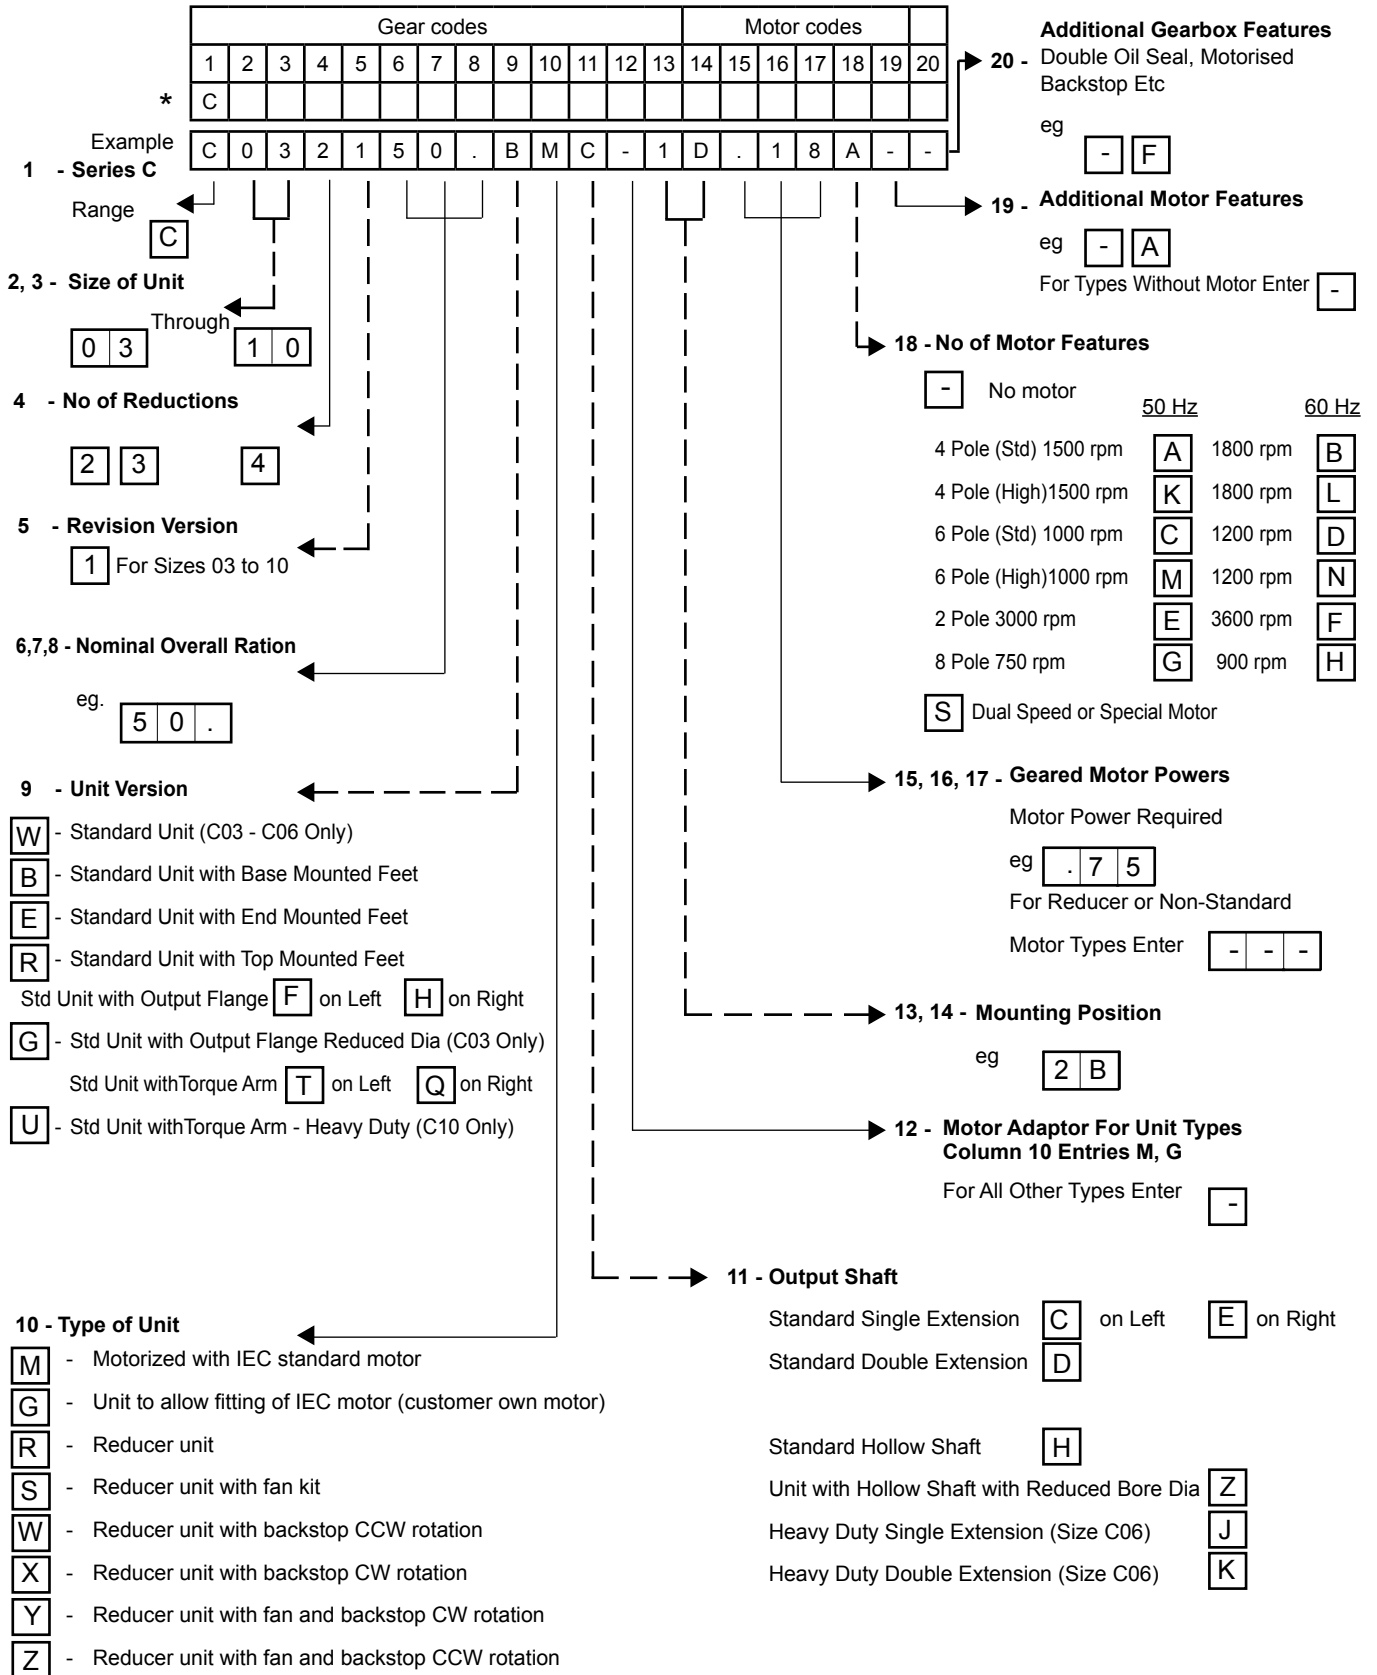 Gear codes Motor codes
1 2 3 4 5 6 7 8 9 10 11 12 13 14 15 16 17 18 19 20
* C
Example C 0 3 2 1 5 0 . B M C - 1 D . 1 8 A - -
1 - Series C
Range
C
2, 3 - Size of Unit
Through
0 3 1 0
4 - No of Reductions
2 3 4
5 - Revision Version
1 For Sizes 03 to 10
6,7,8 - Nominal Overall Ration
eg.
5 0 .
9 - Unit Version
W - Standard Unit (C03 - C06 Only)
B - Standard Unit with Base Mounted Feet
E - Standard Unit with End Mounted Feet
R - Standard Unit with Top Mounted Feet
Std Unit with Output Flange F on Left H on Right
G - Std Unit with Output Flange Reduced Dia (C03 Only)
Std Unit withTorque Arm T on Left Q on Right
U - Std Unit withTorque Arm - Heavy Duty (C10 Only)
10 - Type of Unit
M - Motorized with IEC standard motor
G - Unit to allow fitting of IEC motor (customer own motor)
R - Reducer unit
S - Reducer unit with fan kit
W - Reducer unit with backstop CCW rotation
X - Reducer unit with backstop CW rotation
Y - Reducer unit with fan and backstop CW rotation
Z - Reducer unit with fan and backstop CCW rotation
Additional Gearbox Features
20 - Double Oil Seal, Motorised
Backstop Etc
eg
- F
19 - Additional Motor Features
eg - A
For Types Without Motor Enter -
18 - No of Motor Features
- No motor
50 Hz 60 Hz
4 Pole (Std) 1500 rpm A 1800 rpm B
4 Pole (High)1500 rpm K 1800 rpm L
6 Pole (Std) 1000 rpm C 1200 rpm D
6 Pole (High)1000 rpm M 1200 rpm N
2 Pole 3000 rpm E 3600 rpm F
8 Pole 750 rpm G 900 rpm H
S Dual Speed or Special Motor
15, 16, 17 - Geared Motor Powers
Motor Power Required
eg . 7 5
For Reducer or Non-Standard
Motor Types Enter - - -
13, 14 - Mounting Position
eg 2 B
12 - Motor Adaptor For Unit Types
Column 10 Entries M, G
For All Other Types Enter -
11 - Output Shaft
Standard Single Extension C on Left E on Right
Standard Double Extension D
Standard Hollow Shaft H
Unit with Hollow Shaft with Reduced Bore Dia Z
Heavy Duty Single Extension (Size C06) J
Heavy Duty Double Extension (Size C06) K